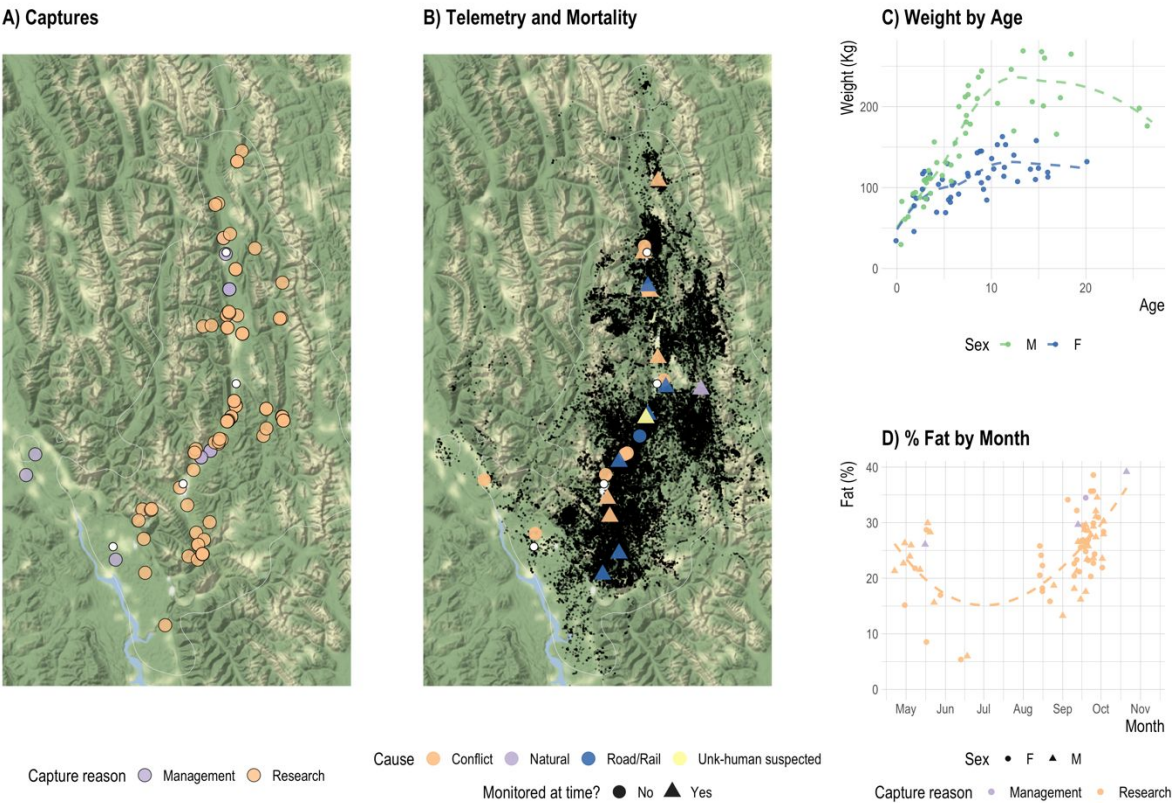 A) Captures
Capture reason Management Research
B) Telemetry and Mortality
Cause Conflict Natural Road/Rail Unk-human suspected
Monitored at time? No Yes
C) Weight by Age
Weight (Kg)
200
100
0
0 10 20
Age
Sex M F
D) % Fat by Month
Fat (%)
40
30
20
10
0
May Jun Jul Aug Sep Oct Nov
Month
Sex F M
Capture reason Management Research